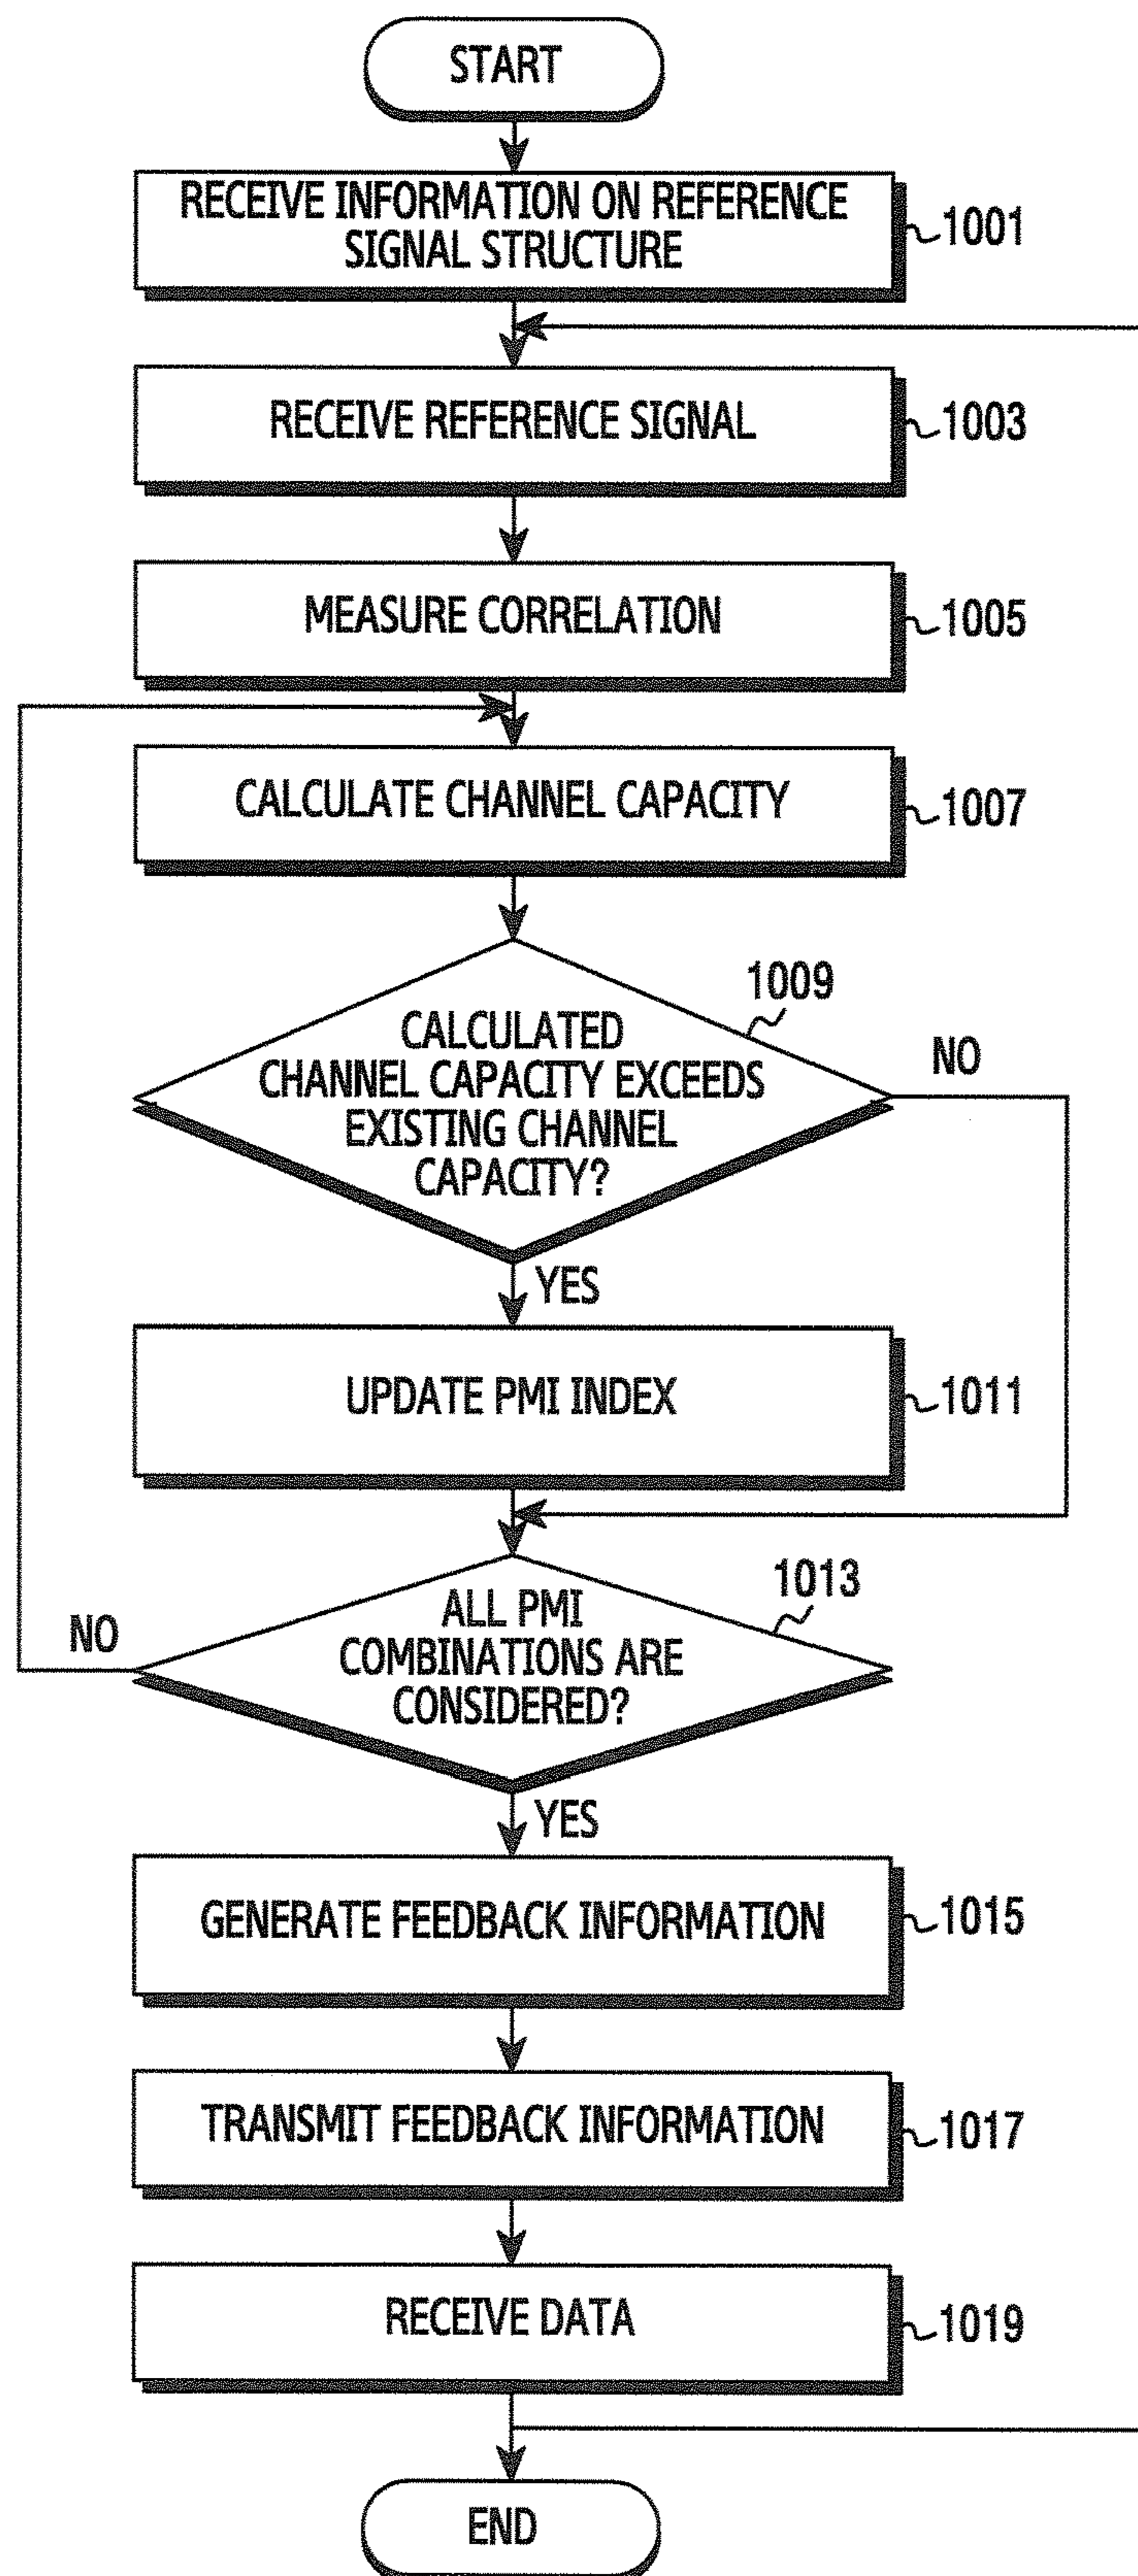 START
RECEIVE INFORMATION ON REFERENCE
SIGNAL STRUCTURE
1001
RECEIVE REFERENCE SIGNAL
1003
MEASURE CORRELATION
1005
CALCULATE CHANNEL CAPACITY
1007
1009
CALCULATED
CHANNEL CAPACITY EXCEEDS
EXISTING CHANNEL
CAPACITY?
NO
YES
UPDATE PMI INDEX
1011
1013
ALL PMI
COMBINATIONS ARE
CONSIDERED?
NO
YES
GENERATE FEEDBACK INFORMATION
1015
TRANSMIT FEEDBACK INFORMATION
1017
RECEIVE DATA
1019
END